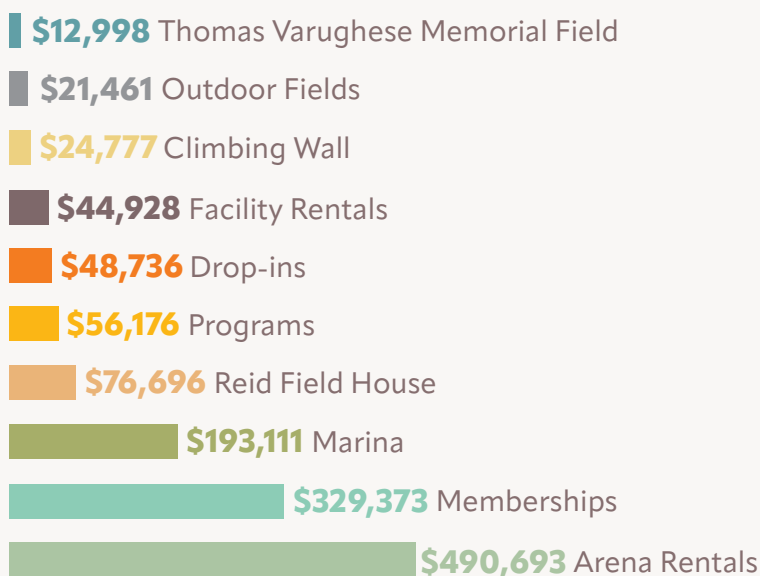 $12,998 Thomas Varughese Memorial Field
$21,461 Outdoor Fields
$24,777 Climbing Wall
$44,928 Facility Rentals
$48,736 Drop-ins
$56,176 Programs
$76,696 Reid Field House
$193,111 Marina
$329,373 Memberships
$490,693 Arena Rentals